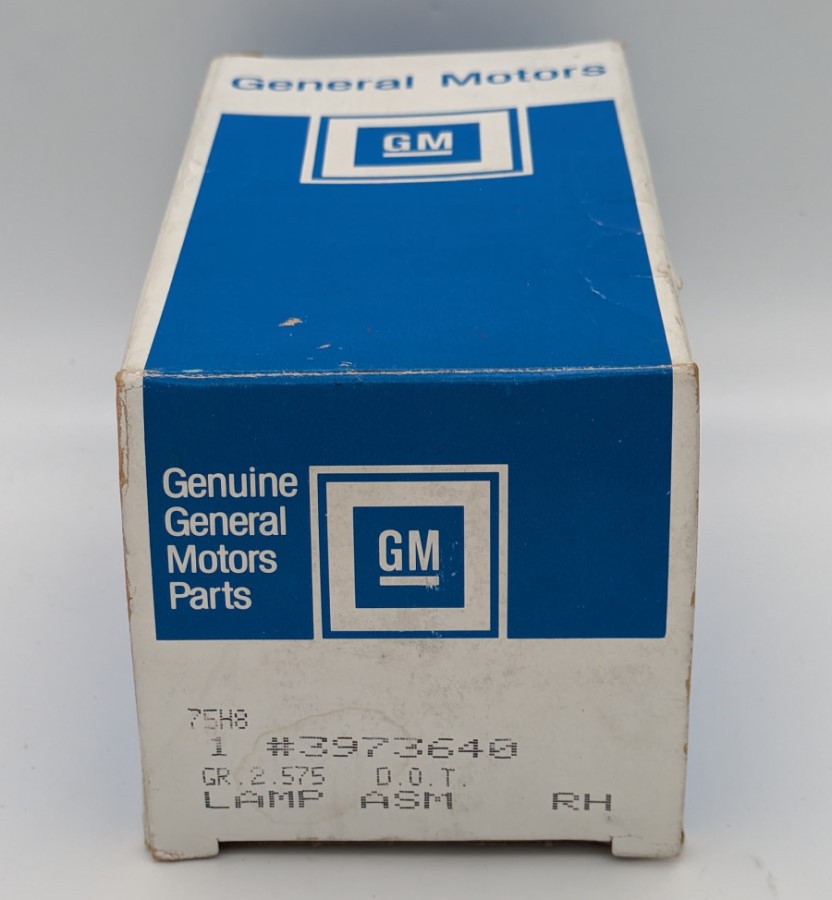 General Motors
GM
Genuine
General
Motors
Parts
GM
75H8
1 #3973640
GR.2.575 D.O.T.
LAMP ASM RH